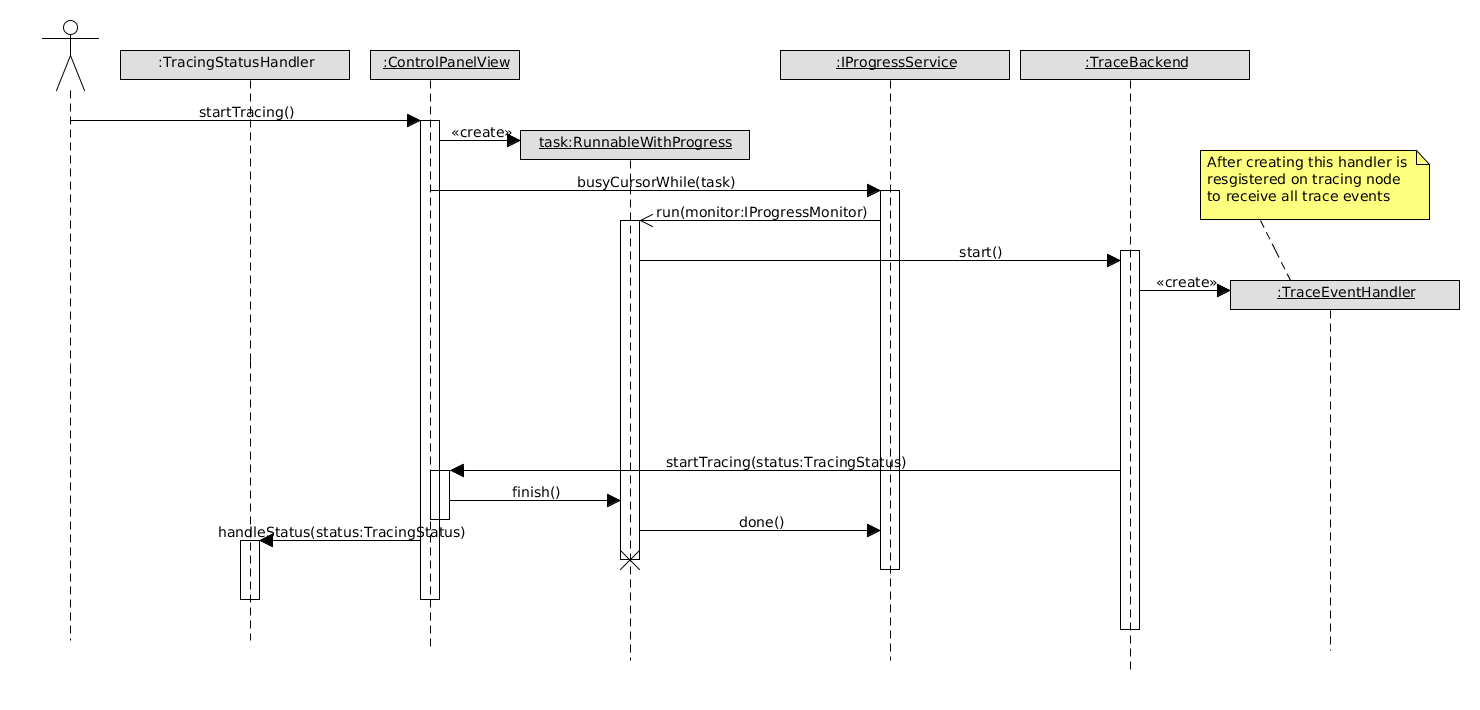 :TracingStatusHandler
:ControlPanelView
:IProgressService
:TraceBackend
startTracing()
«create»
task:RunnableWithProgress
After creating this handler is
resgistered on tracing node
to receive all trace events
busyCursorWhile(task)
run(monitor:IProgressMonitor)
start()
«create»
:TraceEventHandler
startTracing(status:TracingStatus)
finish()
done()
handleStatus(status:TracingStatus)